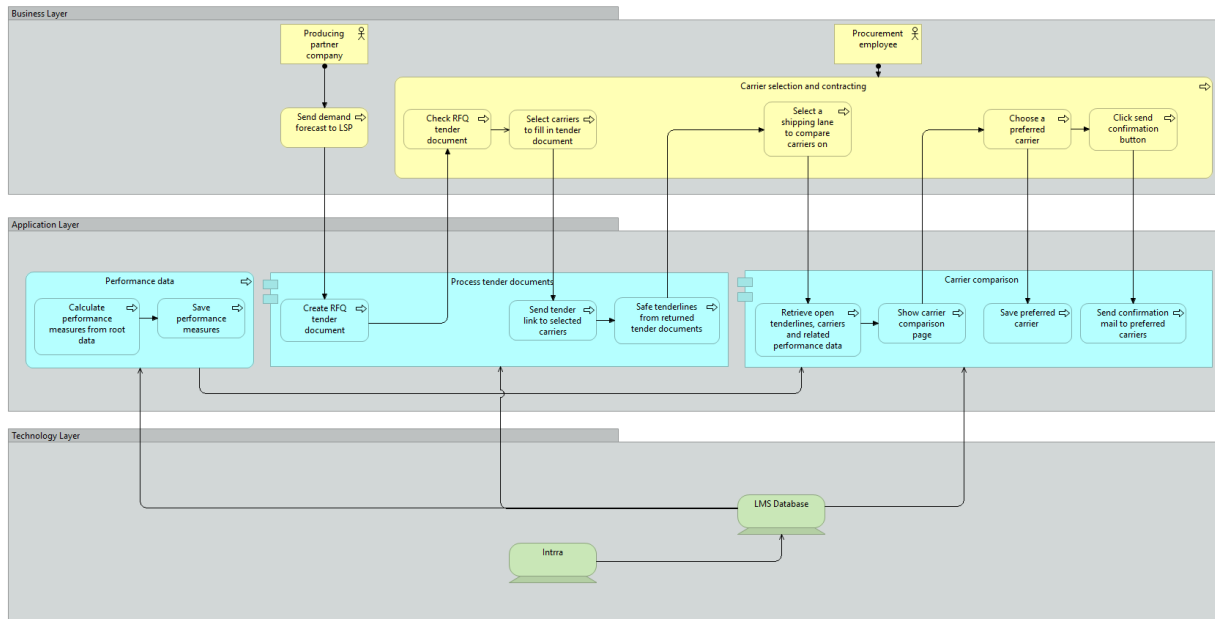 Business Layer
Producing
partner
company
Procurement
employee
Carrier selection and contracting
Send demand
forecast to LSP
Check RFQ
tender
document
Select carriers
to fill in tender
document
Select a
shipping lane
to compare
carriers on
Choose a
preferred
carrier
Click send
confirmation
button
Application Layer
Performance data
Calculate
performance
measures from root
data
Save
performance
measures
Process tender documents
Create RFQ
tender
document
Send tender
link to selected
carriers
Safe tenderlines
from returned
tender documents
Carrier comparison
Retrieve open
tenderlines, carriers
and related
performance data
Show carrier
comparison
page
Save preferred
carrier
Send confirmation
mail to preferred
carriers
Technology Layer
LMS Database
Intrra